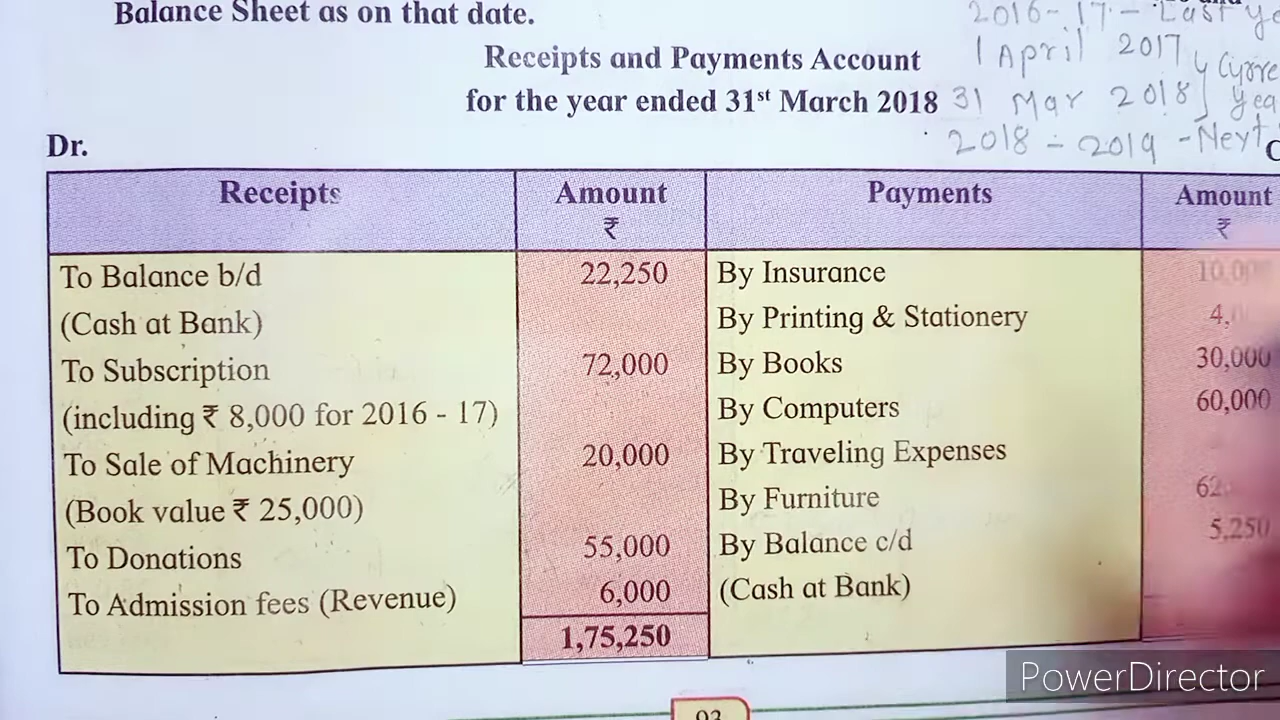 Balance Sheet as on that date.
2016-17 - Last
Receipts and Payments Account
1 April 2017
for the year ended 31st March 2018
31 Mar 2018
2018 - 2019 - Next
Dr.
Receipts Amount ₹ Payments Amount ₹
To Balance b/d 22,250 By Insurance
(Cash at Bank) By Printing & Stationery
To Subscription 72,000 By Books 30,000
(including ₹ 8,000 for 2016 - 17) By Computers 60,000
To Sale of Machinery 20,000 By Traveling Expenses
(Book value ₹ 25,000) By Furniture
To Donations 55,000 By Balance c/d 5,250
To Admission fees (Revenue) 6,000 (Cash at Bank)
1,75,250
PowerDirector